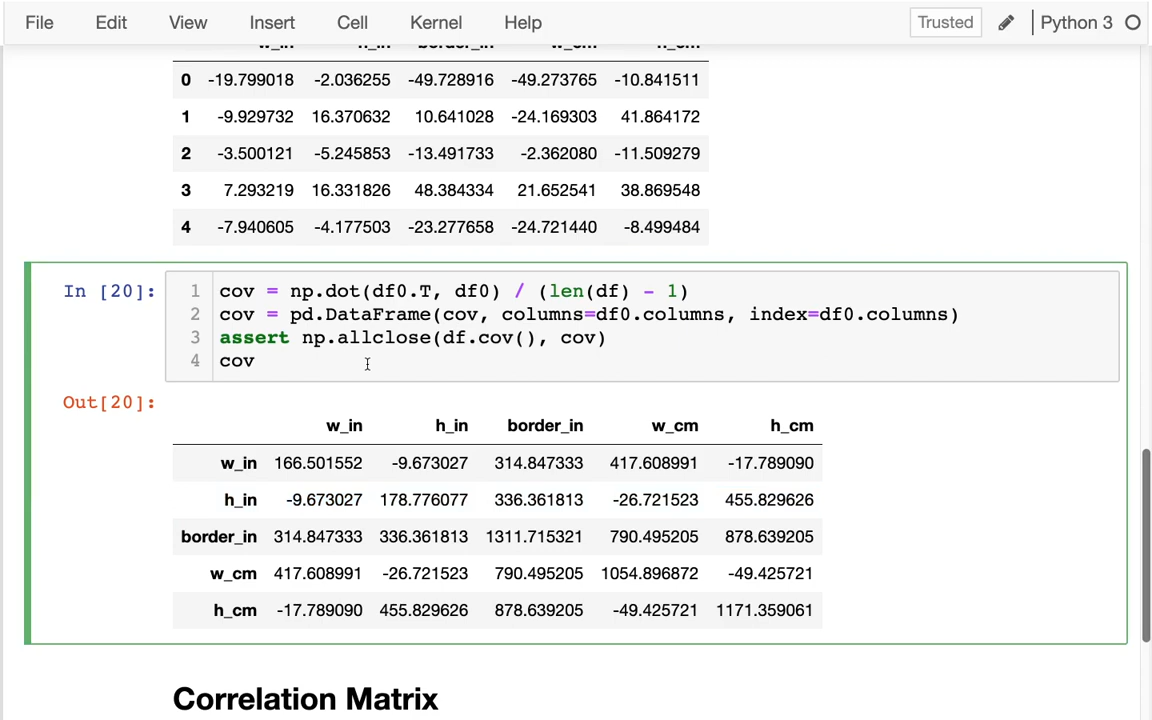 File Edit View Insert Cell Kernel Help Trusted Python 3
w_in h_in border_in w_cm h_cm
0 -19.799018 -2.036255 -49.728916 -49.273765 -10.841511
1 -9.929732 16.370632 10.641028 -24.169303 41.864172
2 -3.500121 -5.245853 -13.491733 -2.362080 -11.509279
3 7.293219 16.331826 48.384334 21.652541 38.869548
4 -7.940605 -4.177503 -23.277658 -24.721440 -8.499484
In [20]: 1 cov = np.dot(df0.T, df0) / (len(df) - 1)
2 cov = pd.DataFrame(cov, columns=df0.columns, index=df0.columns)
3 assert np.allclose(df.cov(), cov)
4 cov
Out[20]:
w_in h_in border_in w_cm h_cm
w_in 166.501552 -9.673027 314.847333 417.608991 -17.789090
h_in -9.673027 178.776077 336.361813 -26.721523 455.829626
border_in 314.847333 336.361813 1311.715321 790.495205 878.639205
w_cm 417.608991 -26.721523 790.495205 1054.896872 -49.425721
h_cm -17.789090 455.829626 878.639205 -49.425721 1171.359061
Correlation Matrix